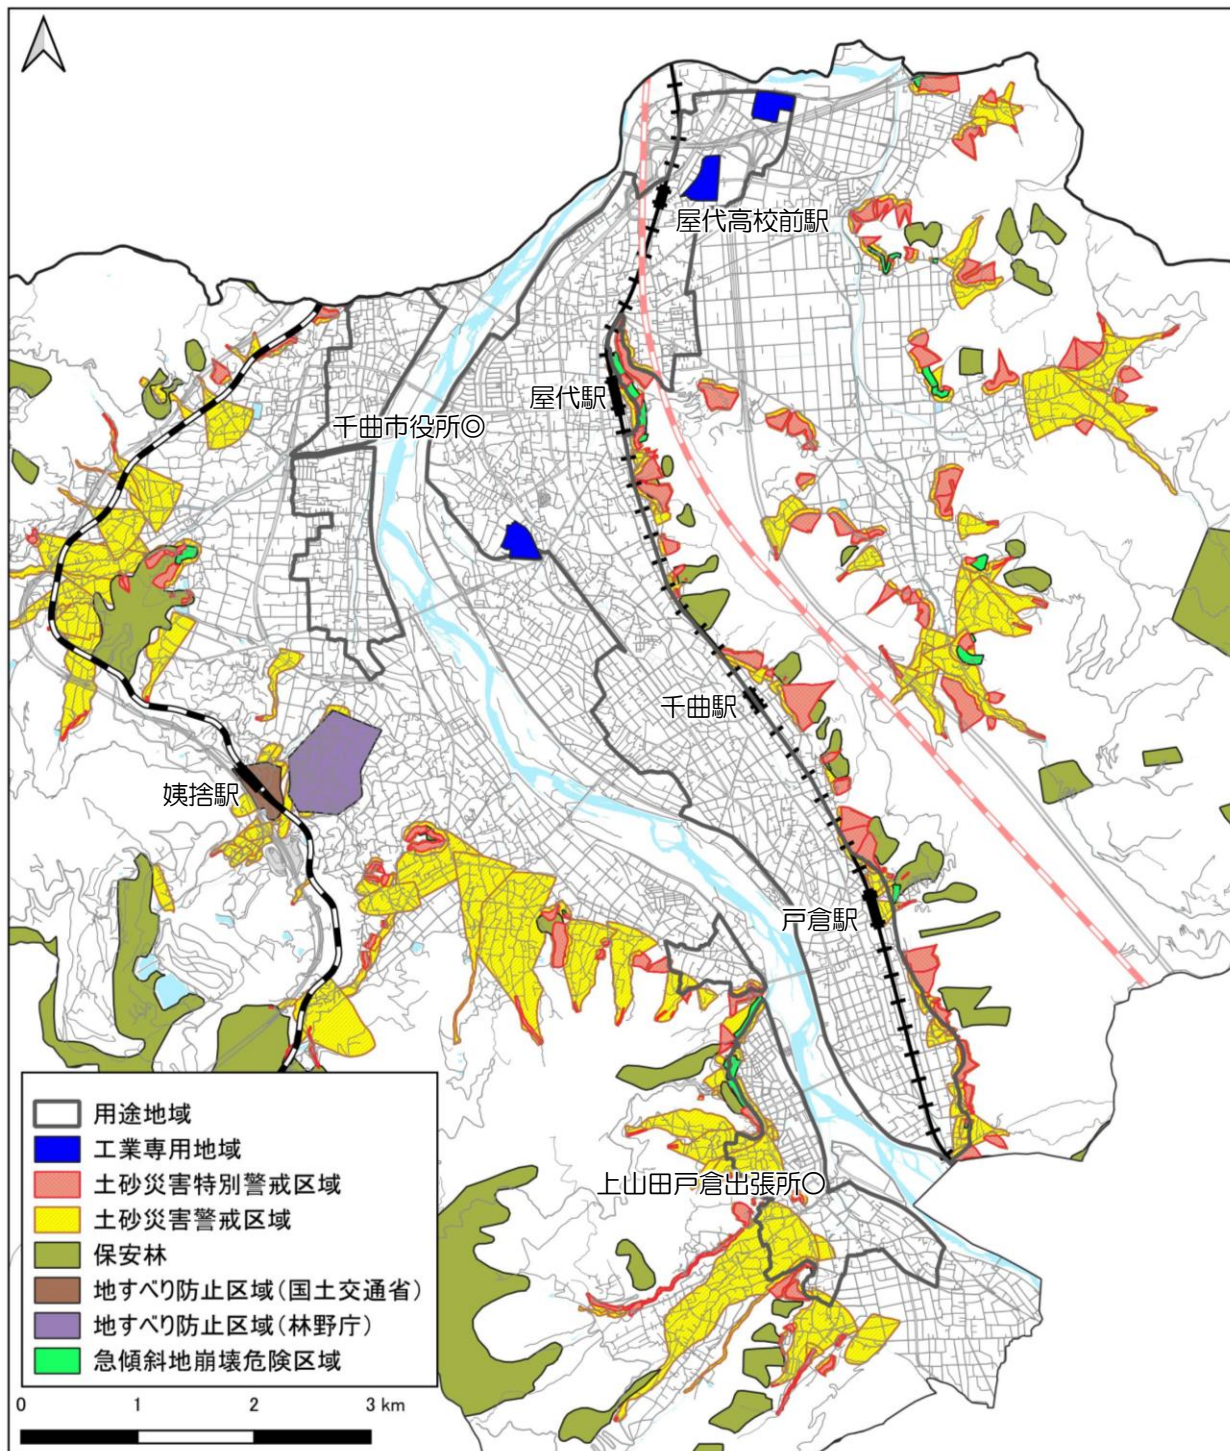 屋代高校前駅
屋代駅
千曲市役所◎
千曲駅
姨捨駅
戸倉駅
上山田戸倉出張所○
用途地域
工業専用地域
土砂災害特別警戒区域
土砂災害警戒区域
保安林
地すべり防止区域(国土交通省)
地すべり防止区域(林野庁)
急傾斜地崩壊危険区域
0 1 2 3 km